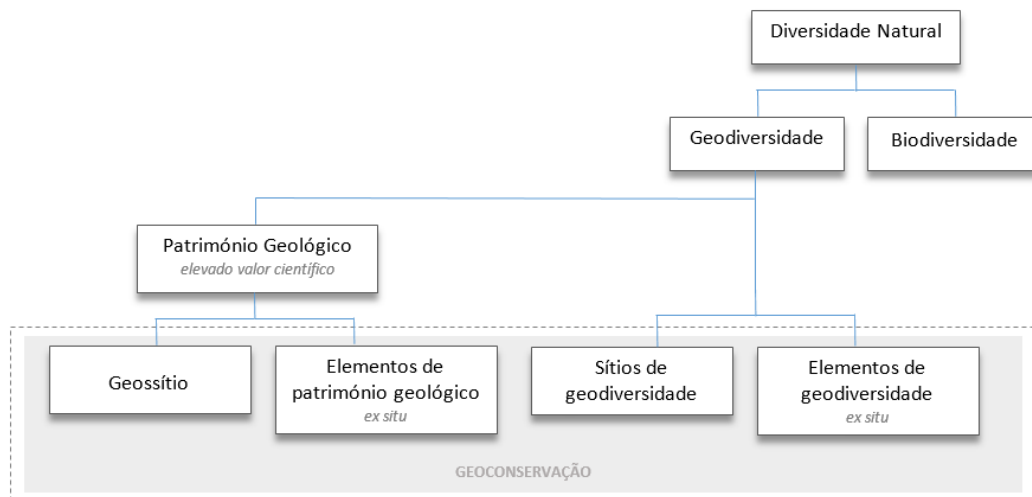 Diversidade Natural
Geodiversidade
Biodiversidade
Património Geológico
elevado valor científico
Geossítio
Elementos de
património geológico
ex situ
Sítios de
geodiversidade
Elementos de
geodiversidade
ex situ
GEOCONSERVAÇÃO